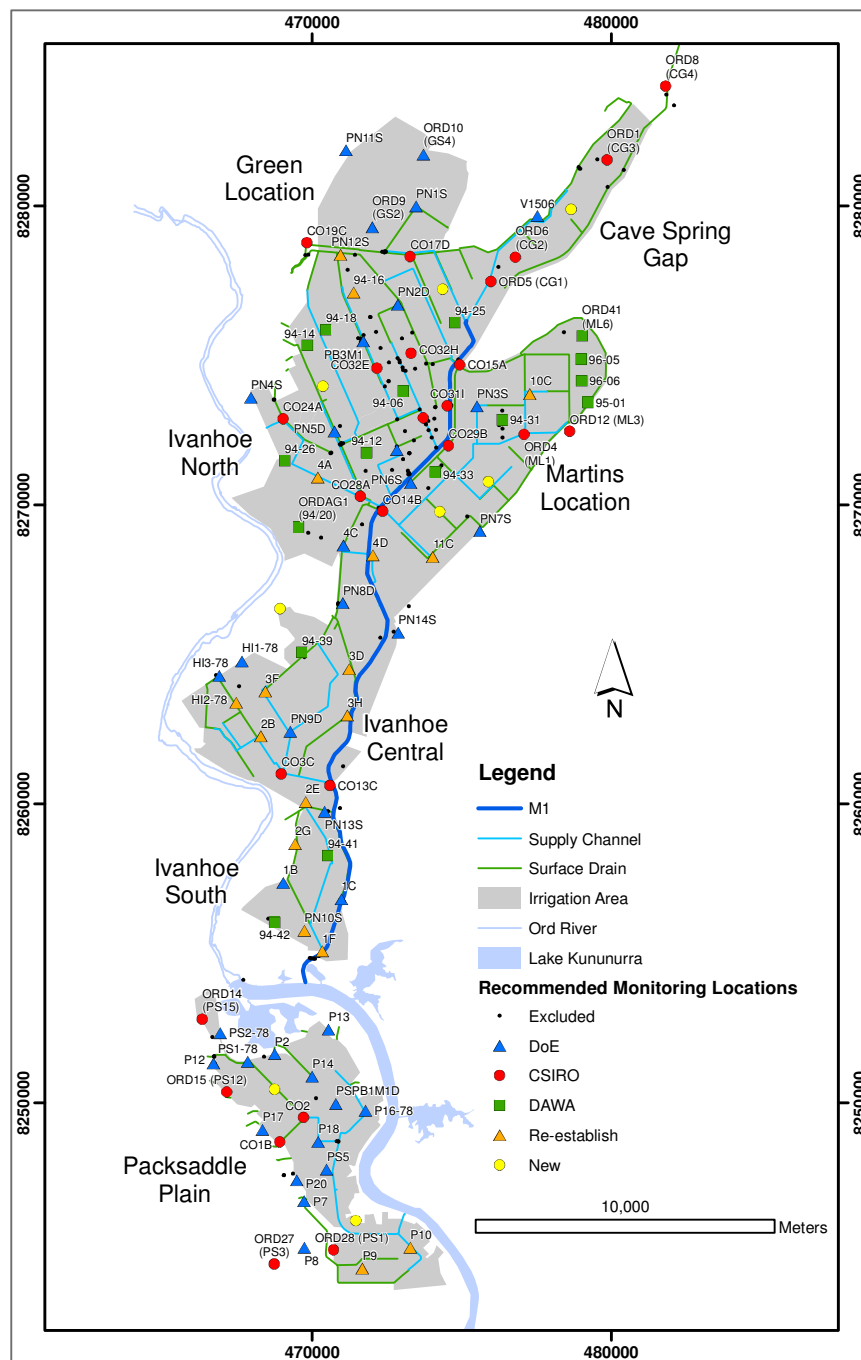 470000
480000
ORD8
(CG4)
ORD10
(GS4)
PN11S
ORD1
(CG3)
Green
Location
8280000
8280000
ORD9
(GS2)
PN1S
V1506
CO19C
PN12S
CO17D
ORD6
(CG2)
Cave Spring
Gap
94-16
ORD5 (CG1)
PN2D
94-18
94-25
ORD41
(ML6)
94-14
PB3M1
CO32H
CO32E
CO15A
96-05
96-06
PN4S
94-06
CO31I
PN3S
10C
95-01
CO24A
PN5D
94-31
ORD12 (ML3)
Ivanhoe
North
94-12
CO29B
ORD4
(ML1)
94-26
4A
PN6S
94-33
Martins
Location
CO28A
8270000
8270000
ORDAG1
(94/20)
CO14B
PN7S
4C
4D
11C
PN8D
PN14S
94-39
HI1-78
HI3-78
3D
3F
HI2-78
3H
2B
PN9D
Ivanhoe
Central
CO3C
CO13C
8260000
8260000
2E
PN13S
2G
94-41
Ivanhoe
South
1B
1C
PN10S
94-42
1F
N
Legend
M1
Supply Channel
Surface Drain
Irrigation Area
Ord River
Lake Kununurra
Recommended Monitoring Locations
Excluded
DoE
CSIRO
DAWA
Re-establish
New
10,000
Meters
ORD14
(PS15)
P13
PS2-78
PS1-78
P2
P12
P14
ORD15 (PS12)
PSPB1M1D
8250000
8250000
CO2
P16-78
P17
P18
CO1B
PS5
Packsaddle
Plain
P20
P7
ORD27
(PS3)
ORD28 (PS1)
P10
P8
P9
470000
480000